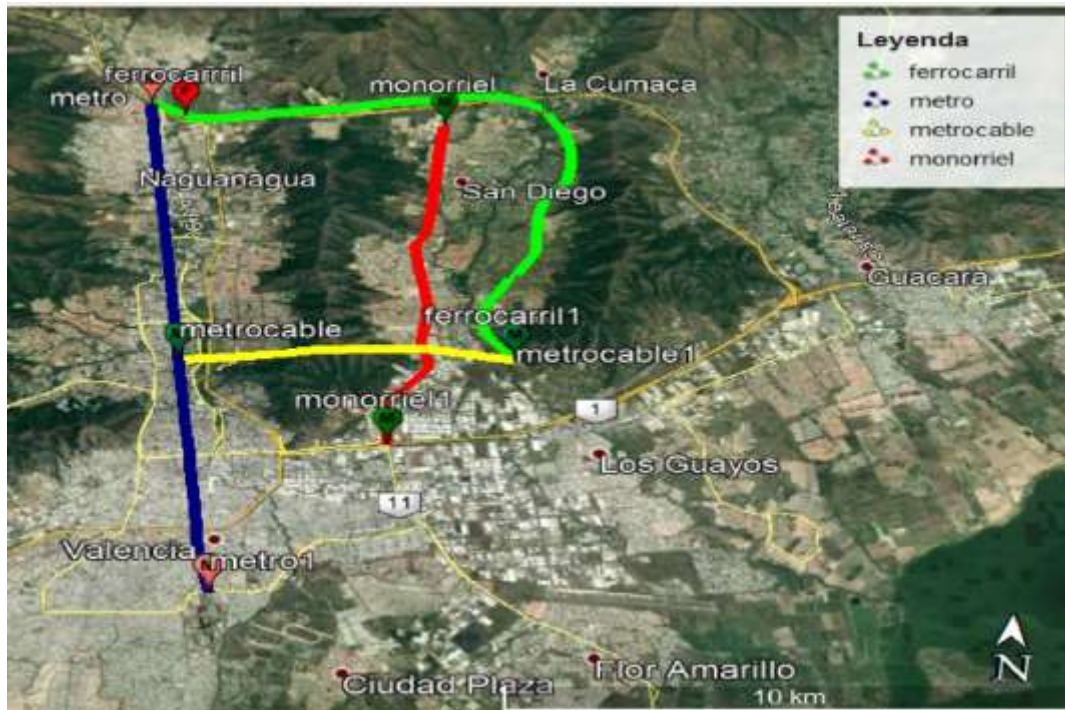 Leyenda
ferrocarril
metro
metrocable
monorriel
ferrocarrril
metro
monorriel
La Cumaca
Naguanagua
San Diego
Guacara
metrocable
ferrocarril1
metrocable1
monorriel1
1
Los Guayos
11
Valencia
metro1
Ciudad Plaza
Flor Amarillo
10 km
N